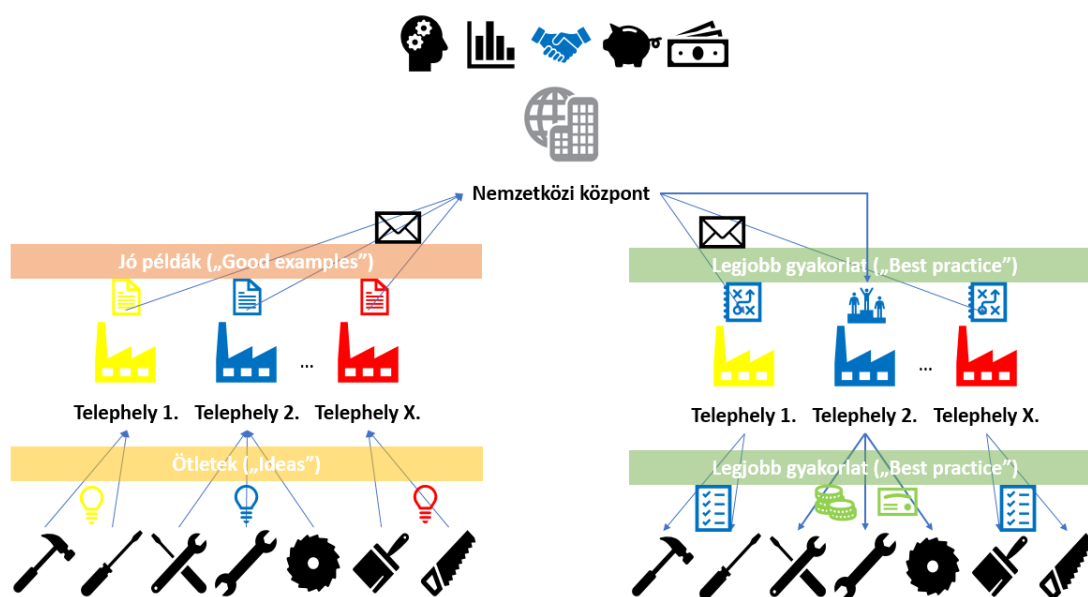 Nemzetközi központ
Jó példák („Good examples”)
Legjobb gyakorlat („Best practice”)
...
...
Telephely 1.
Telephely 2.
Telephely X.
Telephely 1.
Telephely 2.
Telephely X.
Ötletek („Ideas”)
Legjobb gyakorlat („Best practice”)